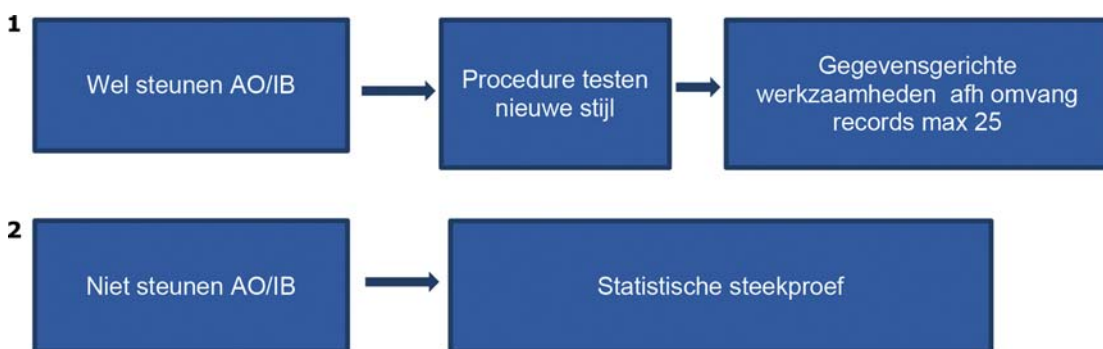 1
Wel steunen AO/IB
Procedure testen
nieuwe stijl
Gegevensgerichte
werkzaamheden afh omvang
records max 25
2
Niet steunen AO/IB
Statistische steekproef